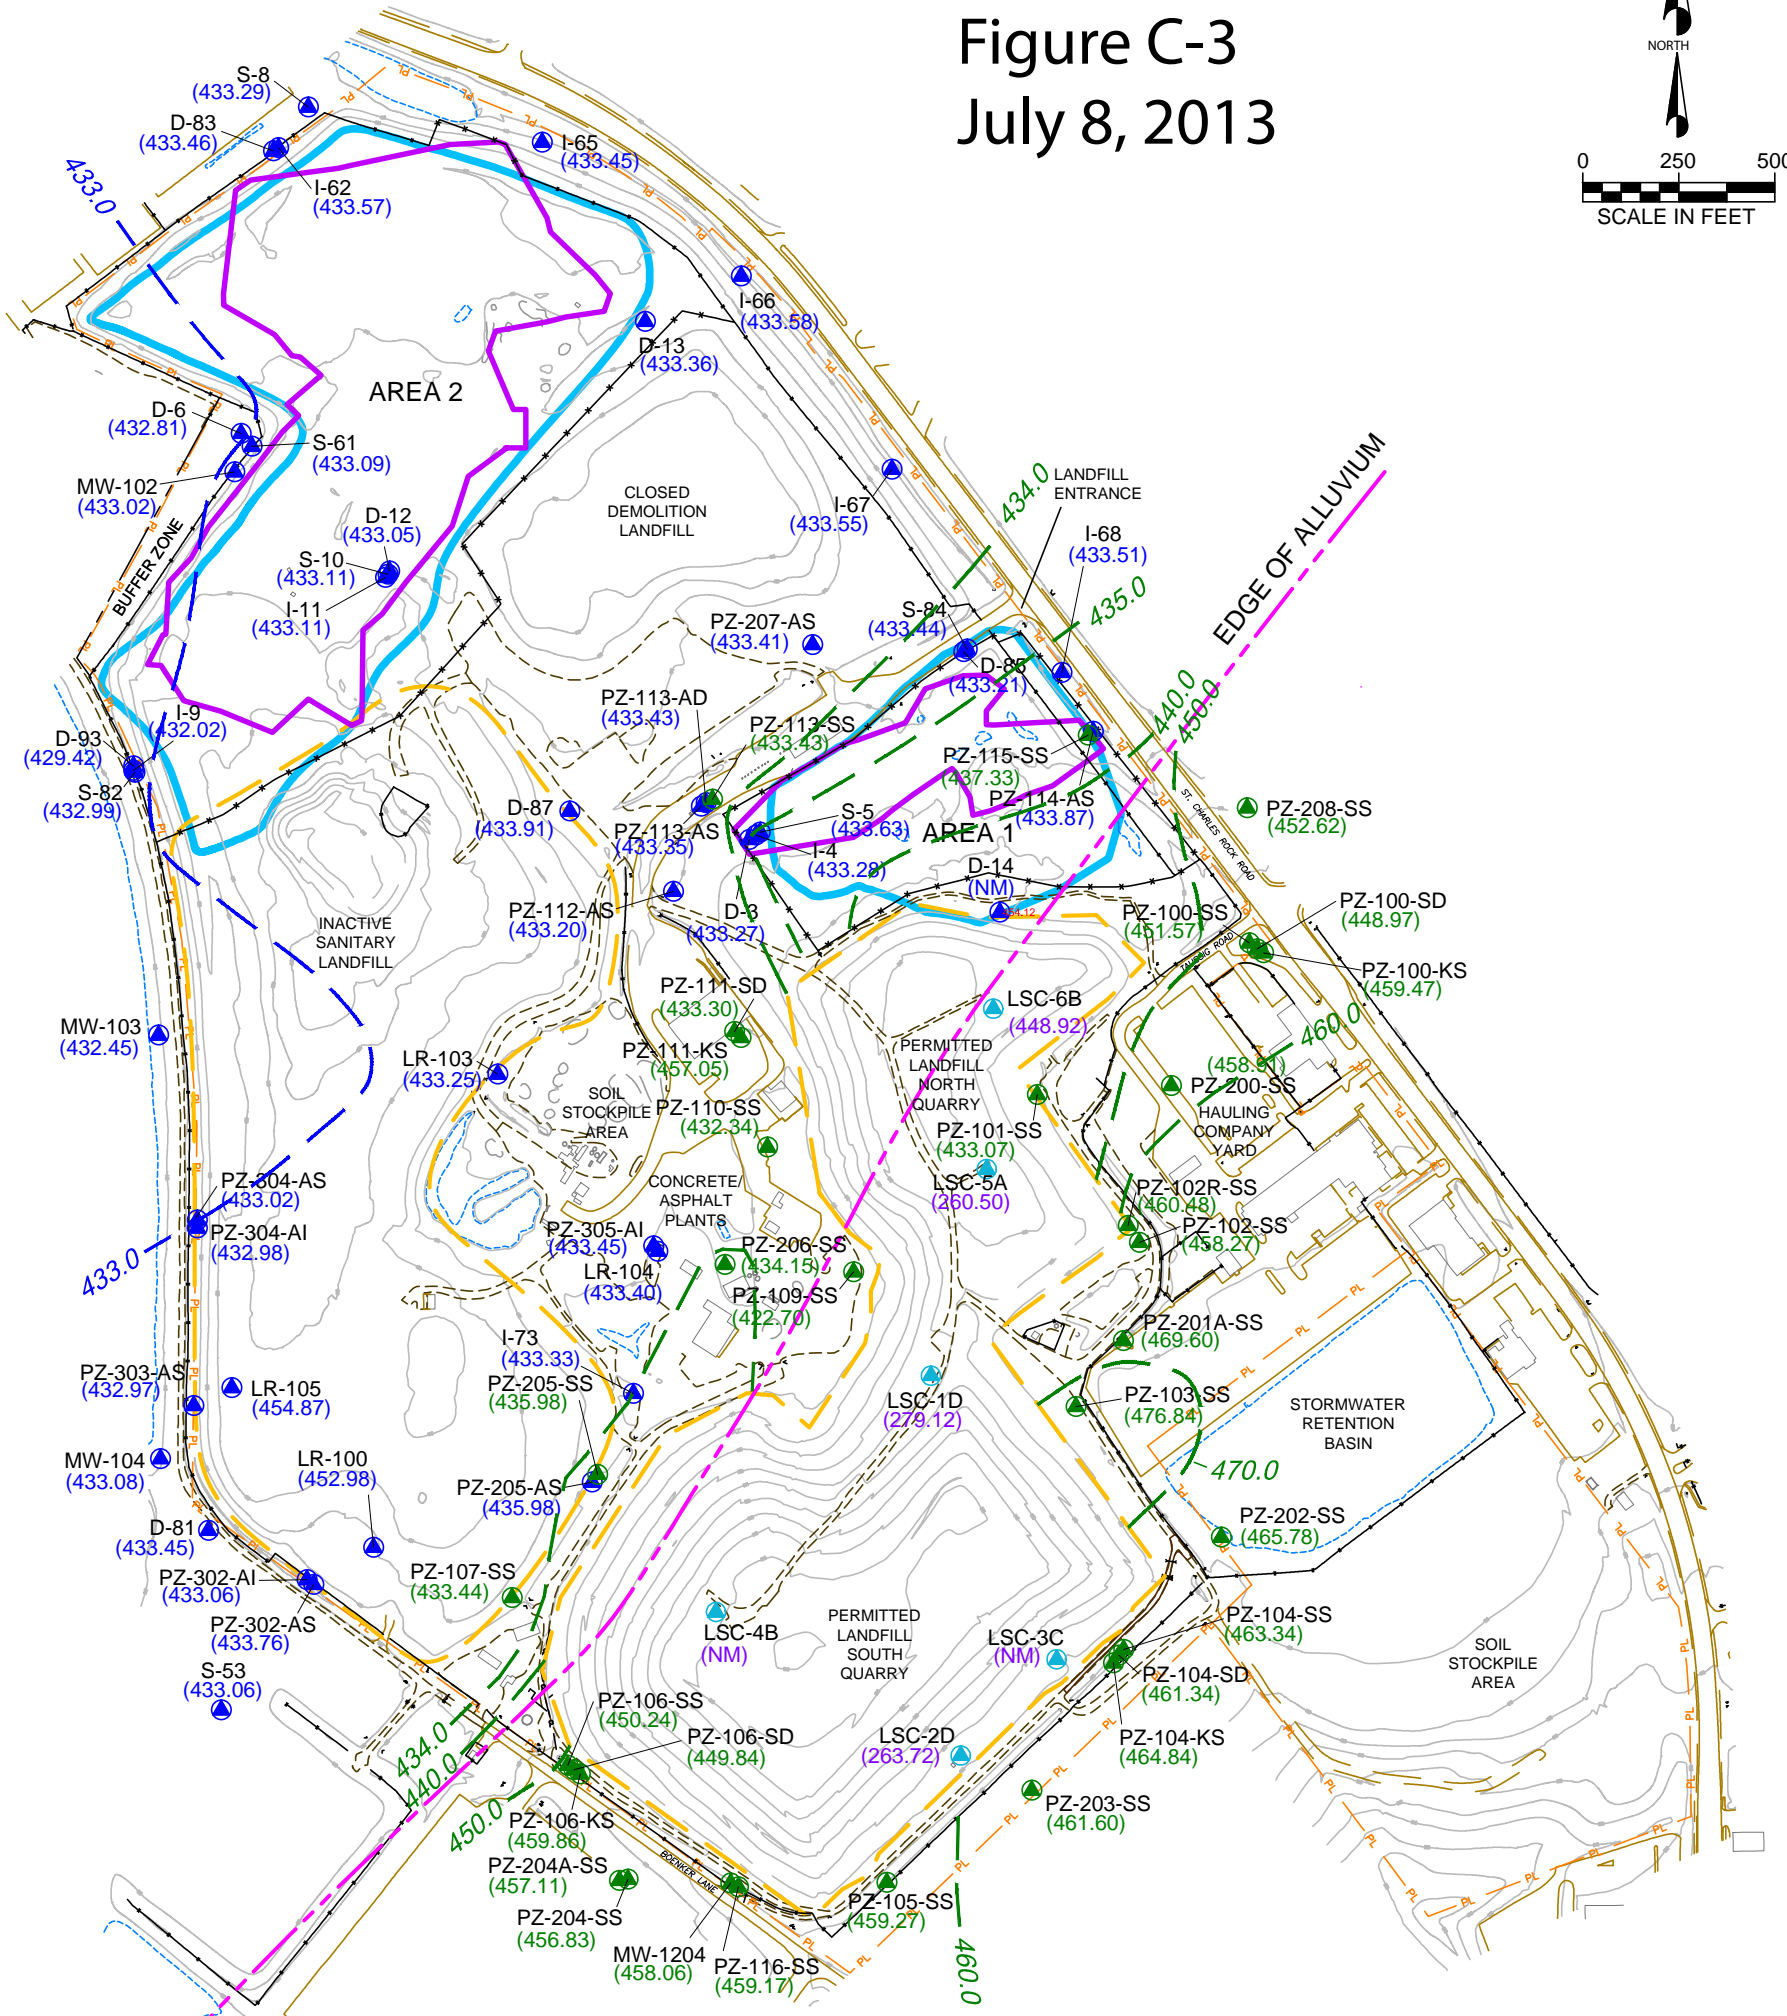 Figure C-3
July 8, 2013
NORTH
0 250 500
SCALE IN FEET
S-8
(433.29)
D-83
(433.46)
I-62
(433.57)
I-65
(433.45)
433.0
I-66
(433.58)
D-13
(433.36)
AREA 2
D-6
(432.81)
S-61
(433.09)
MW-102
(433.02)
BUFFER ZONE
D-12
(433.05)
S-10
(433.11)
I-11
(433.11)
CLOSED
DEMOLITION
LANDFILL
I-67
(433.55)
434.0
LANDFILL
ENTRANCE
I-68
(433.51)
435.0
EDGE OF ALLUVIUM
440.0
450.0
S-84
(433.44)
D-85
(433.21)
PZ-207-AS
(433.41)
PZ-113-AD
(433.43)
PZ-113-SS
(433.43)
PZ-115-SS
(437.33)
PZ-114-AS
(433.87)
I-9
(432.02)
D-93
(429.42)
S-82
(432.99)
D-87
(433.91)
PZ-113-AS
(433.35)
S-5
(433.63)
AREA 1
I-4
(433.28)
D-14
(NM)
454.12
ST. CHARLES ROCK ROAD
PZ-208-SS
(452.62)
PZ-112-AS
(433.20)
D-3
(433.27)
PZ-100-SS
(451.57)
PZ-100-SD
(448.97)
PZ-100-KS
(459.47)
TAUSSIG ROAD
INACTIVE
SANITARY
LANDFILL
PZ-111-SD
(433.30)
PZ-111-KS
(457.05)
LSC-6B
(448.92)
460.0
MW-103
(432.45)
LR-103
(433.25)
SOIL
STOCKPILE
AREA
PZ-110-SS
(432.34)
PERMITTED
LANDFILL
NORTH
QUARRY
(458.91)
PZ-200-SS
HAULING
COMPANY
YARD
PZ-101-SS
(433.07)
LSC-5A
(260.50)
CONCRETE/
ASPHALT
PLANTS
PZ-304-AS
(433.02)
PZ-304-AI
(432.98)
433.0
PZ-102R-SS
(460.48)
PZ-102-SS
(458.27)
PZ-305-AI
(433.45)
LR-104
(433.40)
PZ-206-SS
(434.15)
PZ-109-SS
(422.70)
I-73
(433.33)
PZ-205-SS
(435.98)
PZ-201A-SS
(469.60)
PZ-303-AS
(432.97)
LR-105
(454.87)
LSC-1D
(279.12)
PZ-103-SS
(476.84)
STORMWATER
RETENTION
BASIN
470.0
MW-104
(433.08)
LR-100
(452.98)
PZ-205-AS
(435.98)
PZ-202-SS
(465.78)
D-81
(433.45)
PZ-302-AI
(433.06)
PZ-302-AS
(433.76)
PZ-107-SS
(433.44)
S-53
(433.06)
LSC-4B
(NM)
PERMITTED
LANDFILL
SOUTH
QUARRY
LSC-3C
(NM)
PZ-104-SS
(463.34)
PZ-104-SD
(461.34)
PZ-104-KS
(464.84)
SOIL
STOCKPILE
AREA
PZ-106-SS
(450.24)
PZ-106-SD
(449.84)
434.0
440.0
450.0
LSC-2D
(263.72)
PZ-203-SS
(461.60)
PZ-106-KS
(459.86)
PZ-204A-SS
(457.11)
BOENKER LANE
PZ-204-SS
(456.83)
MW-1204
(458.06)
PZ-116-SS
(459.17)
PZ-105-SS
(459.27)
460.0